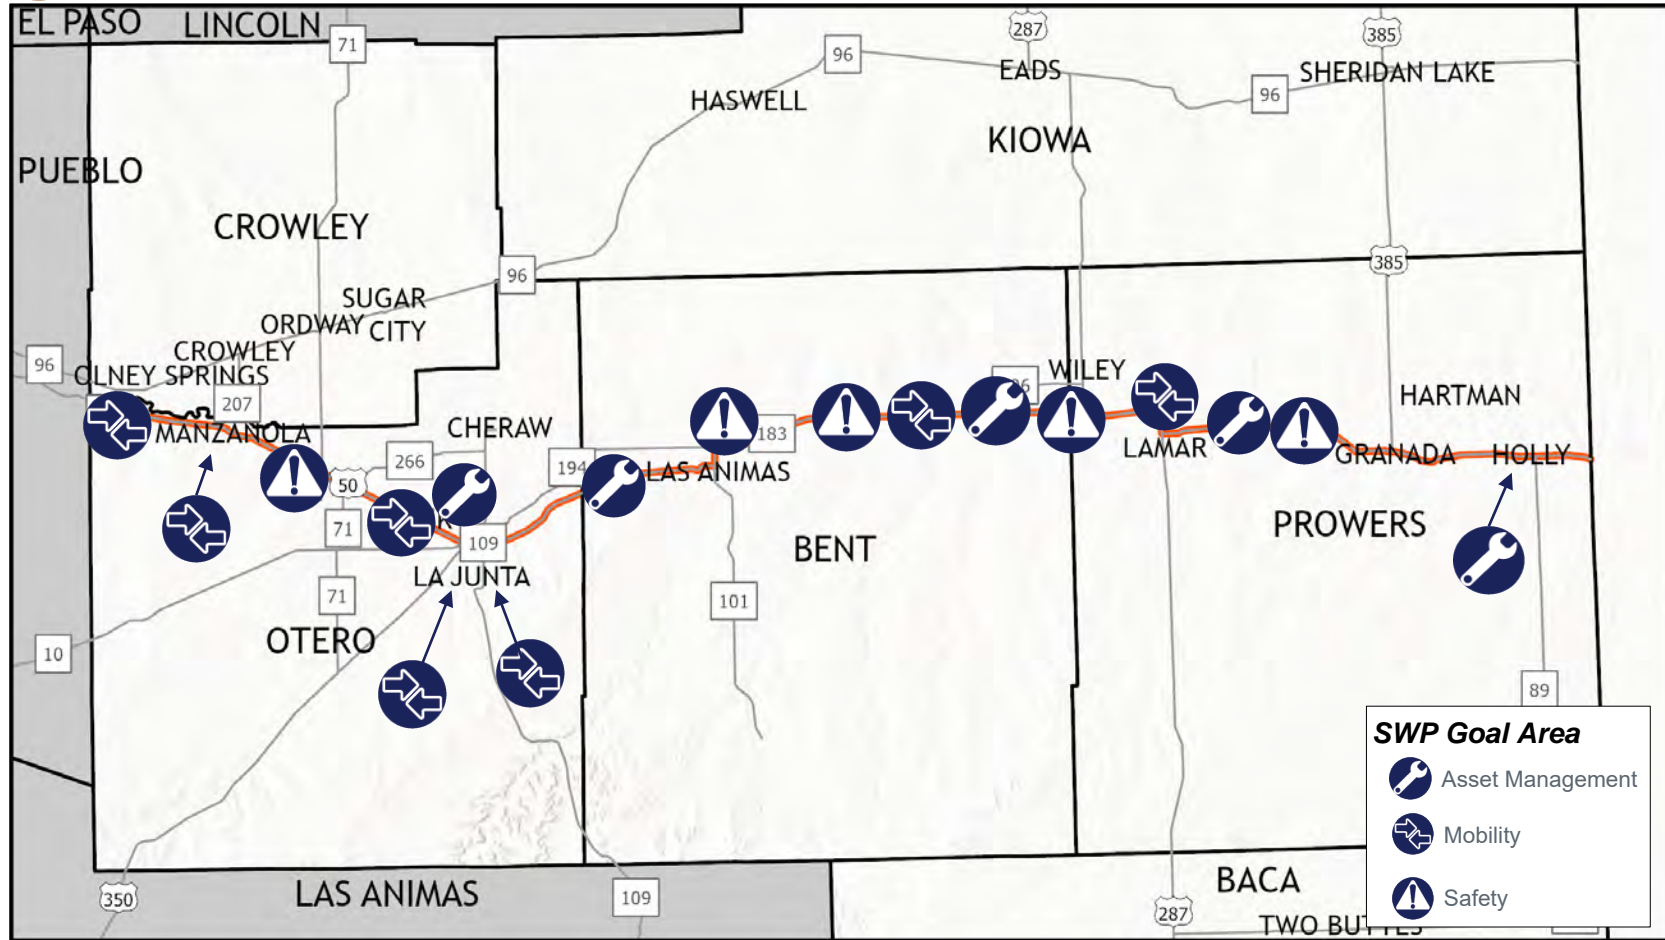 EL PASO
LINCOLN
71
287
385
96
EADS
SHERIDAN LAKE
96
HASWELL
KIOWA
PUEBLO
CROWLEY
385
96
SUGAR
CITY
ORDWAY
CROWLEY
96
OLNEY SPRINGS
207
WILEY
HARTMAN
MANZANOLA
CHERAW
183
LAMAR
GRANADA
HOLLY
266
194
LAS ANIMAS
50
71
109
PROWERS
BENT
LA JUNTA
71
101
OTERO
10
89
SWP Goal Area
Asset Management
Mobility
Safety
350
LAS ANIMAS
109
BACA
287